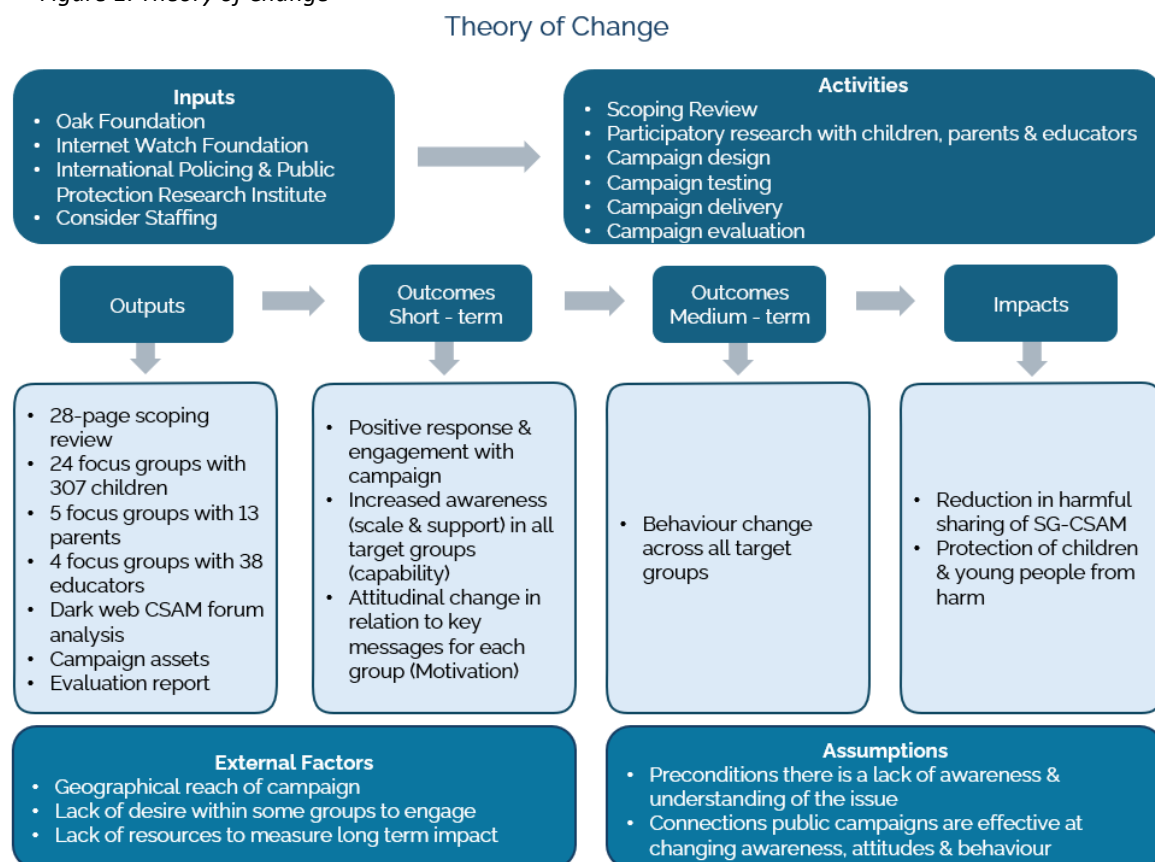 Theory of Change
Inputs
• Oak Foundation
• Internet Watch Foundation
• International Policing & Public
Protection Research Institute
• Consider Staffing
Activities
• Scoping Review
• Participatory research with children, parents & educators
• Campaign design
• Campaign testing
• Campaign delivery
• Campaign evaluation
Outputs
Outcomes
Short - term
Outcomes
Medium - term
Impacts
• 28-page scoping
review
• 24 focus groups with
307 children
• 5 focus groups with 13
parents
• 4 focus groups with 38
educators
• Dark web CSAM forum
analysis
• Campaign assets
• Evaluation report
• Positive response &
engagement with
campaign
• Increased awareness
(scale & support) in all
target groups
(capability)
• Attitudinal change in
relation to key
messages for each
group (Motivation)
• Behaviour change
across all target
groups
• Reduction in harmful
sharing of SG-CSAM
• Protection of children
& young people from
harm
External Factors
• Geographical reach of campaign
• Lack of desire within some groups to engage
• Lack of resources to measure long term impact
Assumptions
• Preconditions there is a lack of awareness &
understanding of the issue
• Connections public campaigns are effective at
changing awareness, attitudes & behaviour